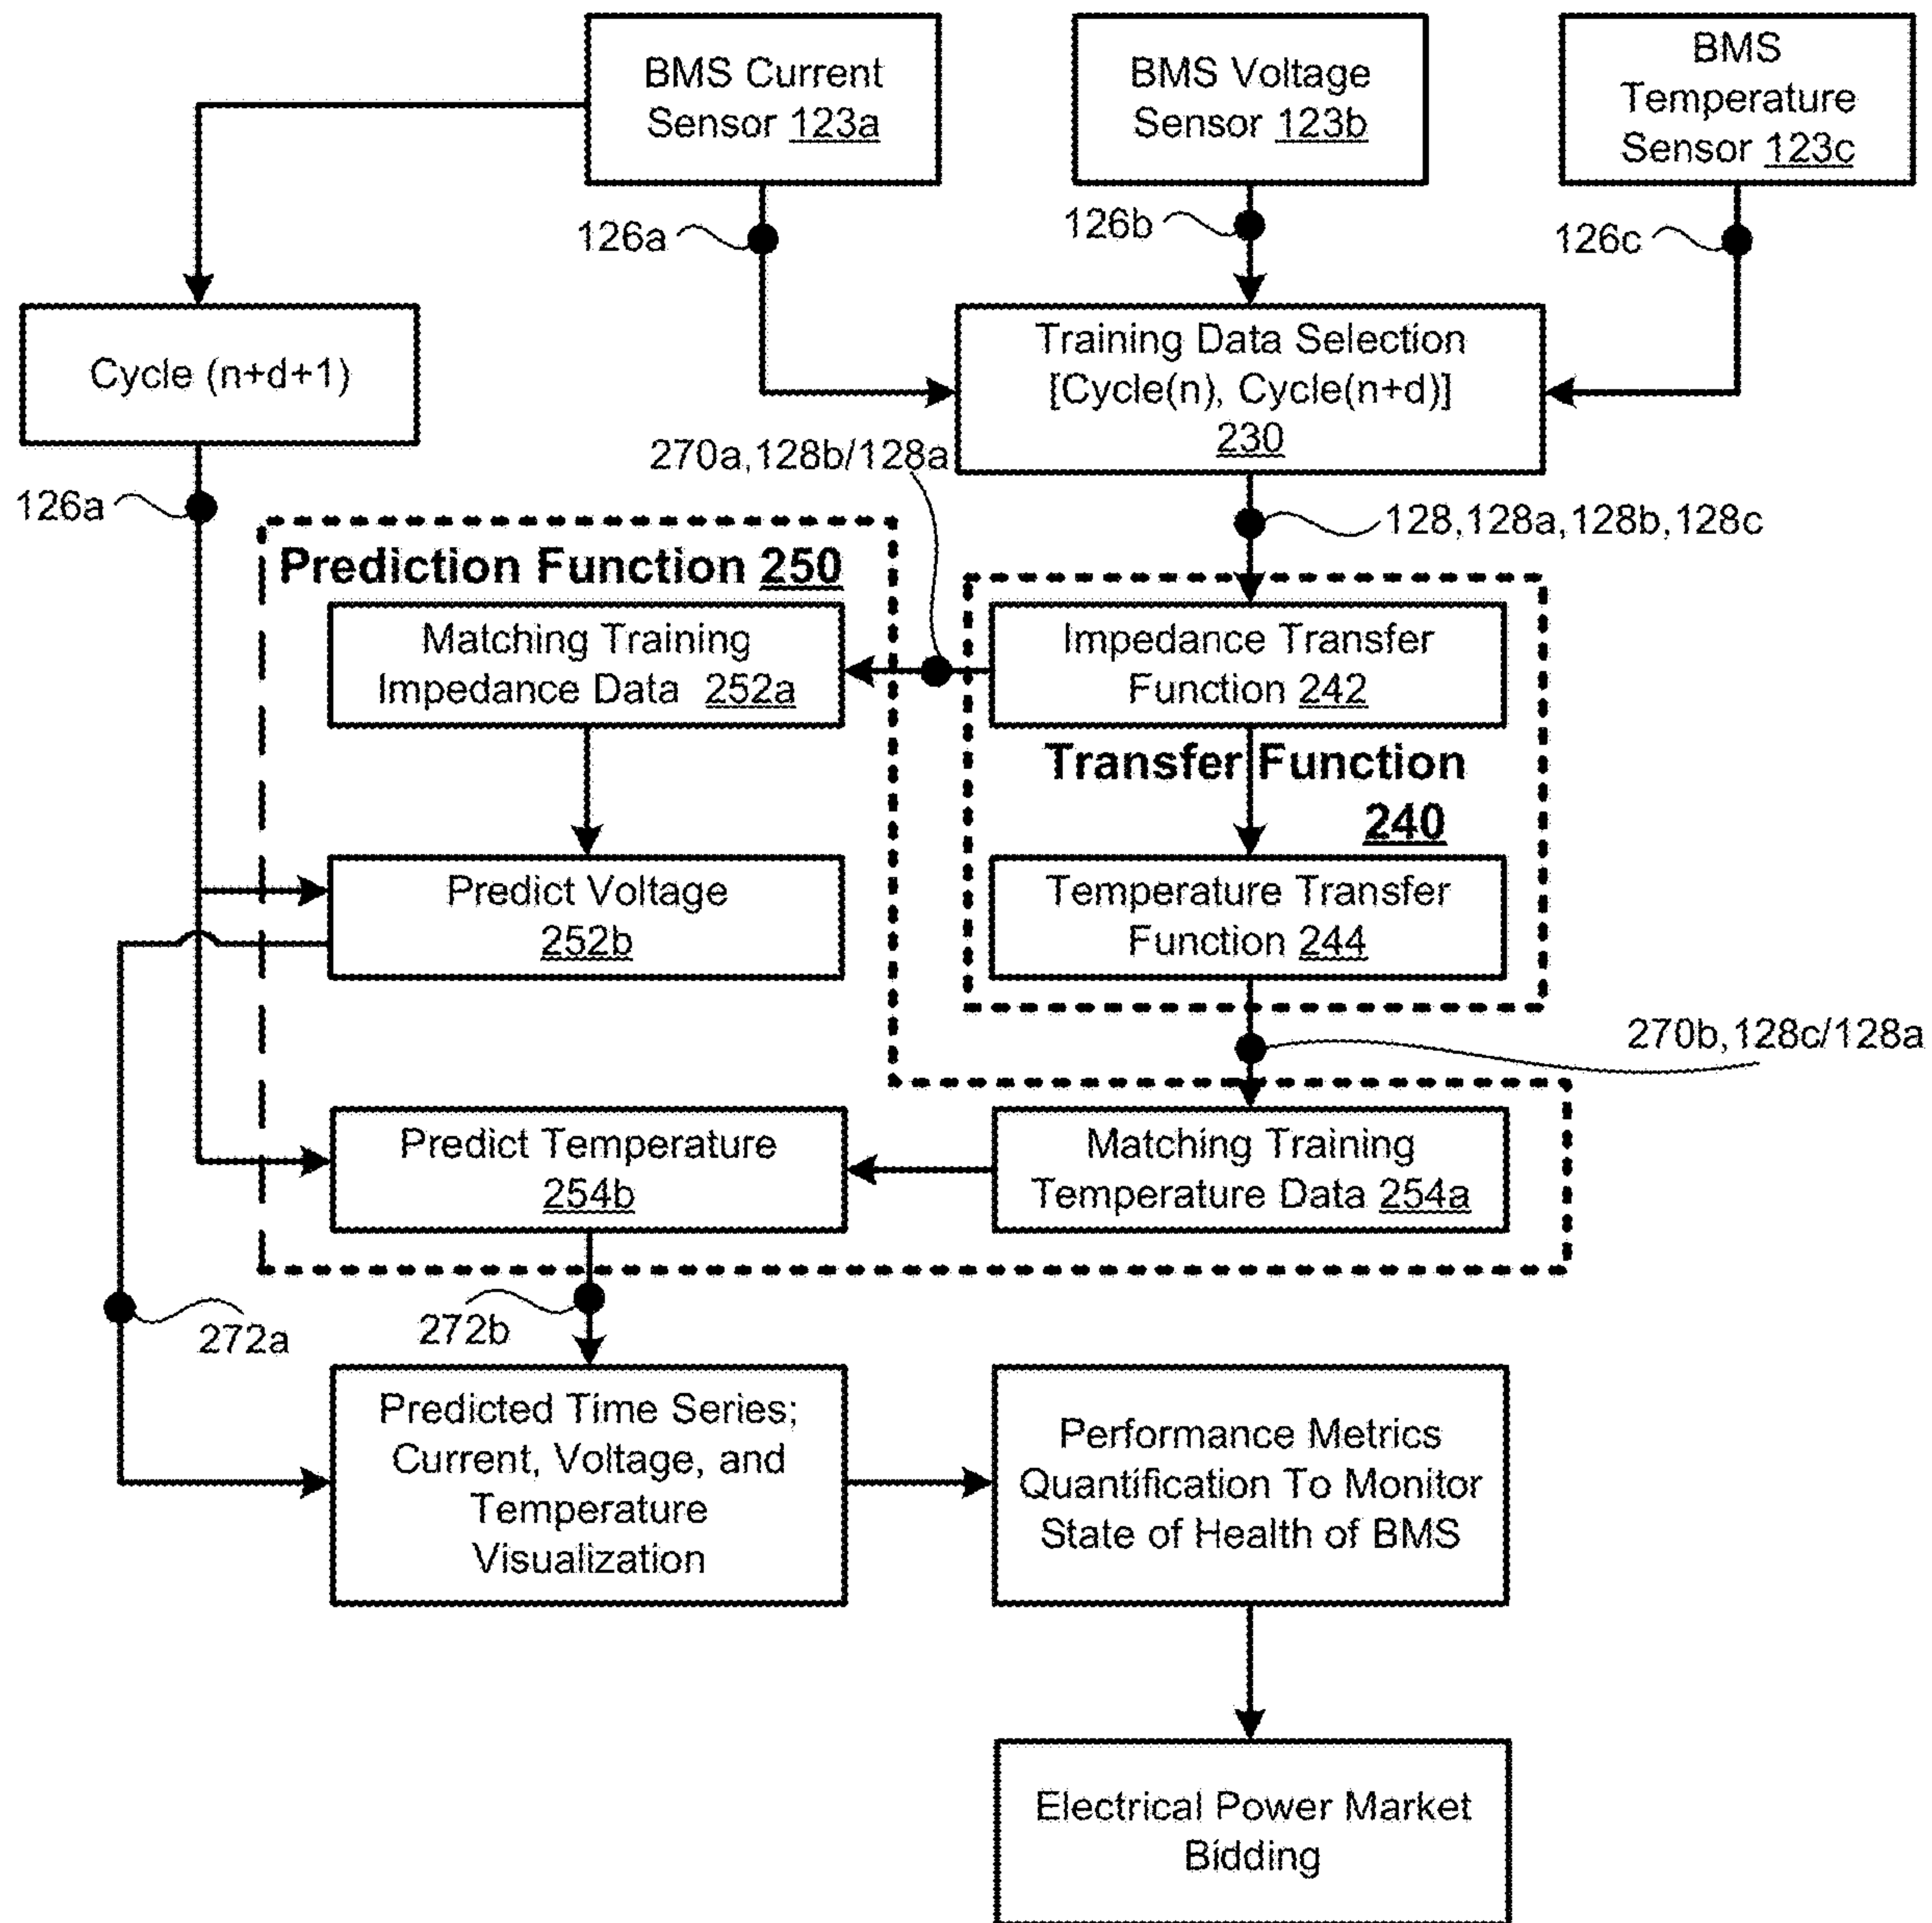 BMS Current
Sensor 123a
BMS Voltage
Sensor 123b
BMS
Temperature
Sensor 123c
126a
126b
126c
Cycle (n+d+1)
Training Data Selection
[Cycle(n), Cycle(n+d)]
230
270a,128b/128a
126a
128,128a,128b,128c
Prediction Function 250
Matching Training
Impedance Data 252a
Impedance Transfer
Function 242
Transfer Function
240
Predict Voltage
252b
Temperature Transfer
Function 244
270b,128c/128a
Predict Temperature
254b
Matching Training
Temperature Data 254a
272a
272b
Predicted Time Series;
Current, Voltage, and
Temperature
Visualization
Performance Metrics
Quantification To Monitor
State of Health of BMS
Electrical Power Market
Bidding